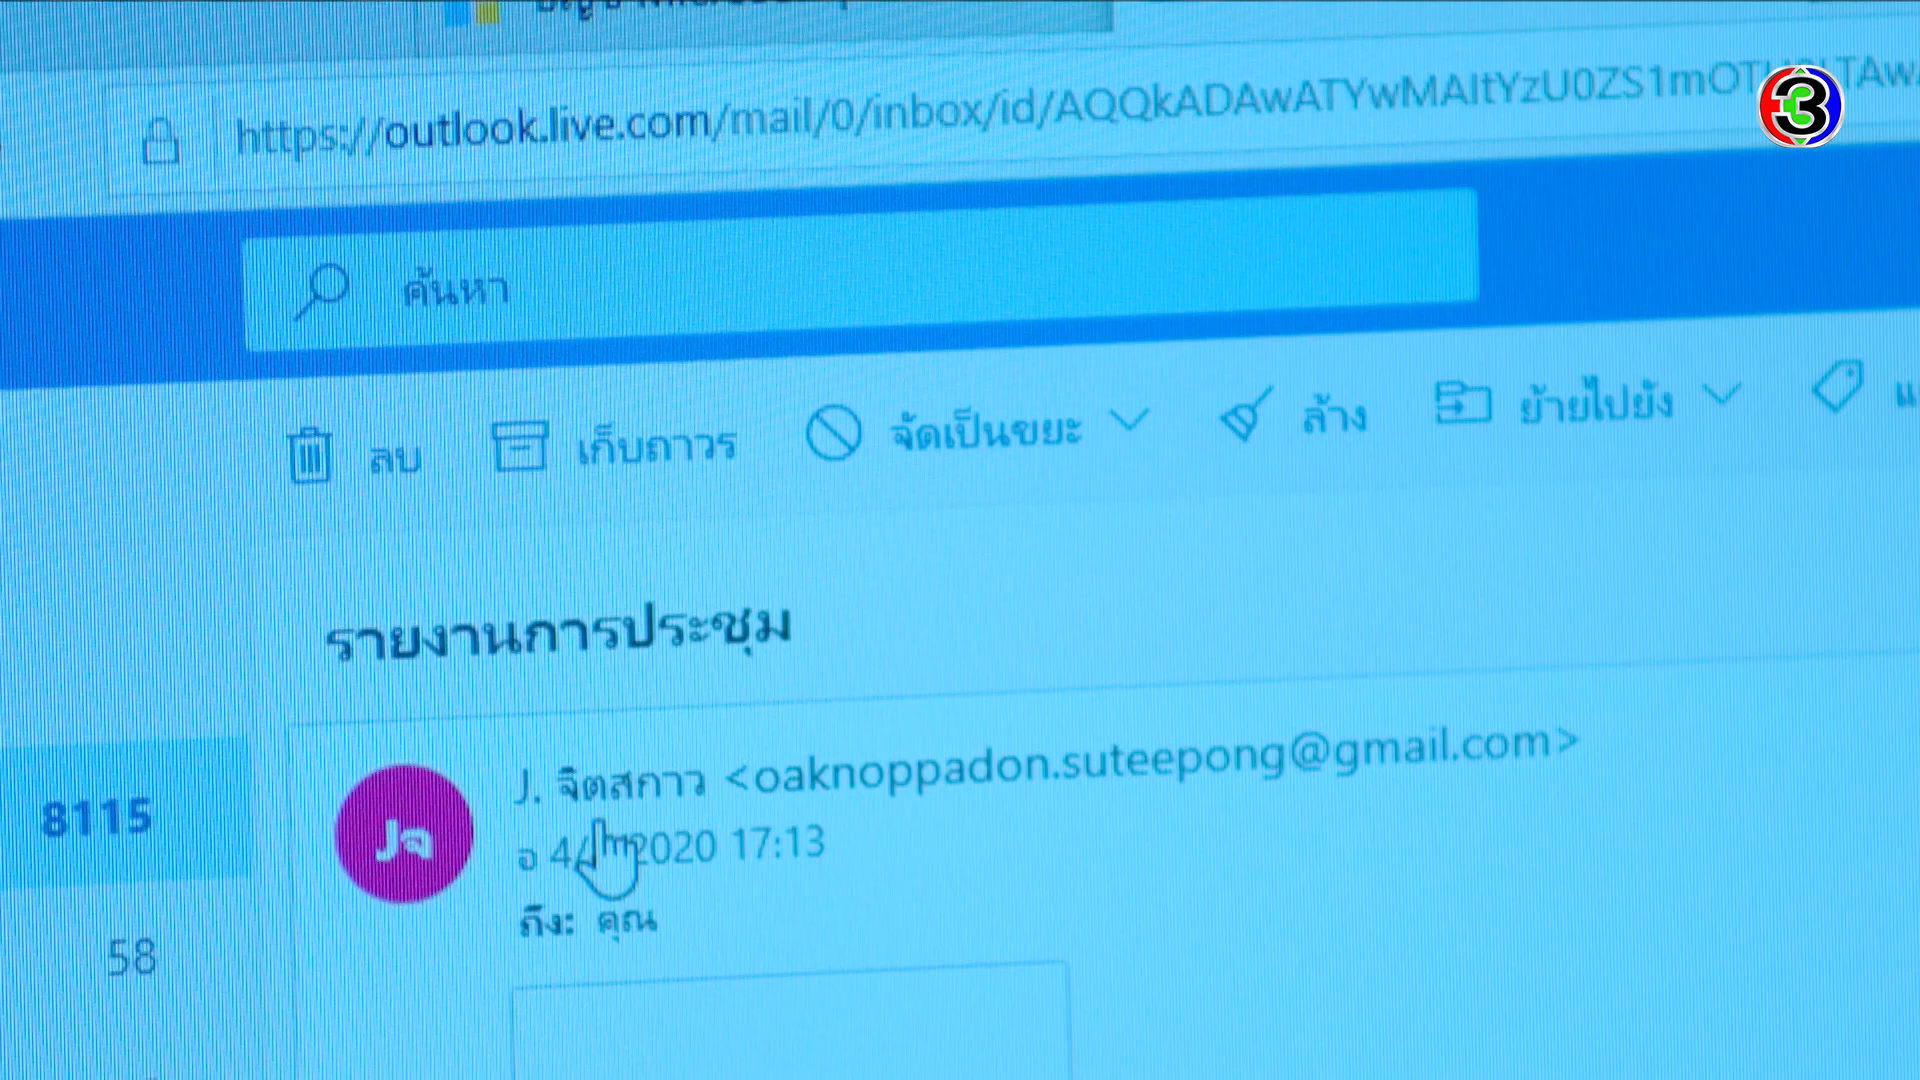 https://outlook.live.com/mail/0/inbox/id/AQQkADAwATYwMAItYzU0ZS1mOT
3
ค้นหา
ลบ เก็บถาวร จัดเป็นขยะ ล้าง ย้ายไปยัง
รายงานการประชุม
J. จิตสกาว <oaknoppadon.suteepong@gmail.com>
Jจ
8115
อ 4/ 2020 17:13
ถึง: คุณ
58